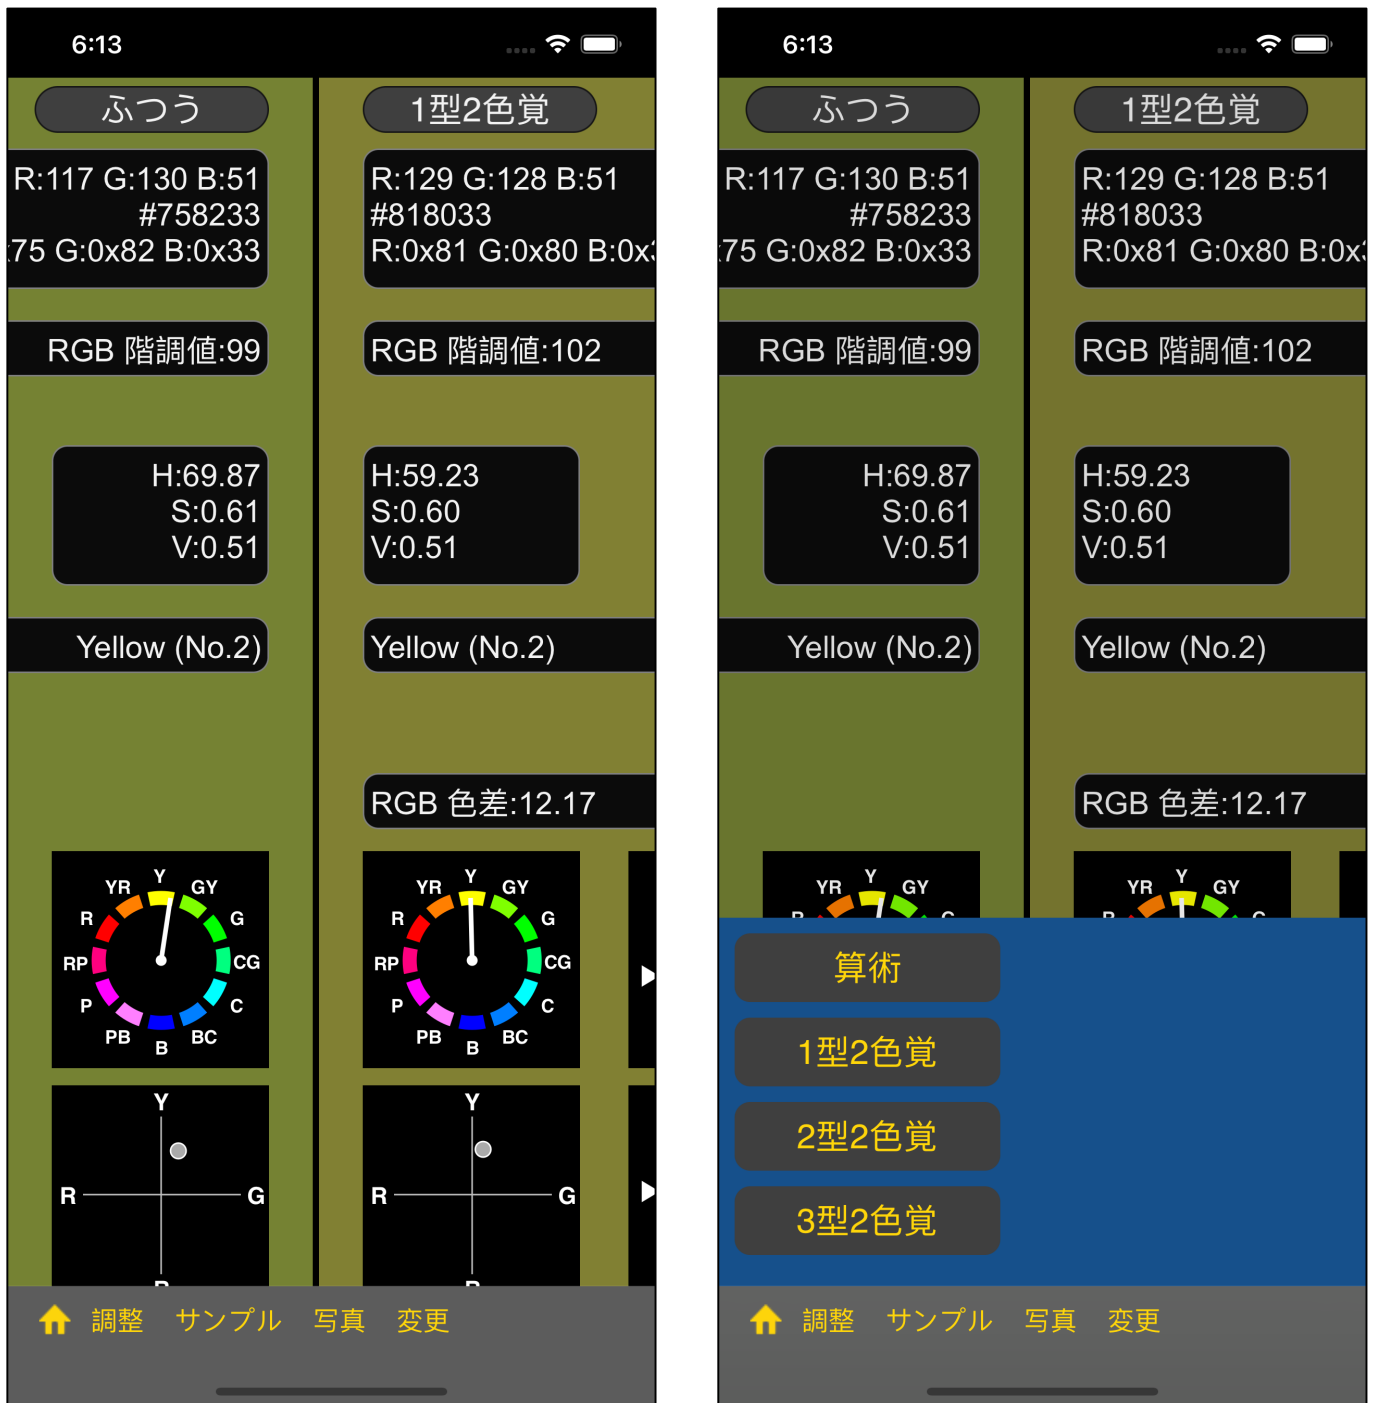 6:13
ふつう
1型2色覚
R:117 G:130 B:51
#758233
:75 G:0x82 B:0x33
R:129 G:128 B:51
#818033
R:0x81 G:0x80 B:0x
RGB 階調値:99
RGB 階調値:102
H:69.87
S:0.61
V:0.51
H:59.23
S:0.60
V:0.51
Yellow (No.2)
Yellow (No.2)
RGB 色差:12.17
Y
GY
G
CG
C
BC
B
PB
P
RP
R
YR
Y
GY
G
CG
C
BC
B
PB
P
RP
R
YR
Y
R
G
Y
R
G
調整
サンプル
写真
変更
6:13
ふつう
1型2色覚
R:117 G:130 B:51
#758233
:75 G:0x82 B:0x33
R:129 G:128 B:51
#818033
R:0x81 G:0x80 B:0x
RGB 階調値:99
RGB 階調値:102
H:69.87
S:0.61
V:0.51
H:59.23
S:0.60
V:0.51
Yellow (No.2)
Yellow (No.2)
RGB 色差:12.17
YR
Y
GY
YR
Y
GY
算術
1型2色覚
2型2色覚
3型2色覚
調整
サンプル
写真
変更